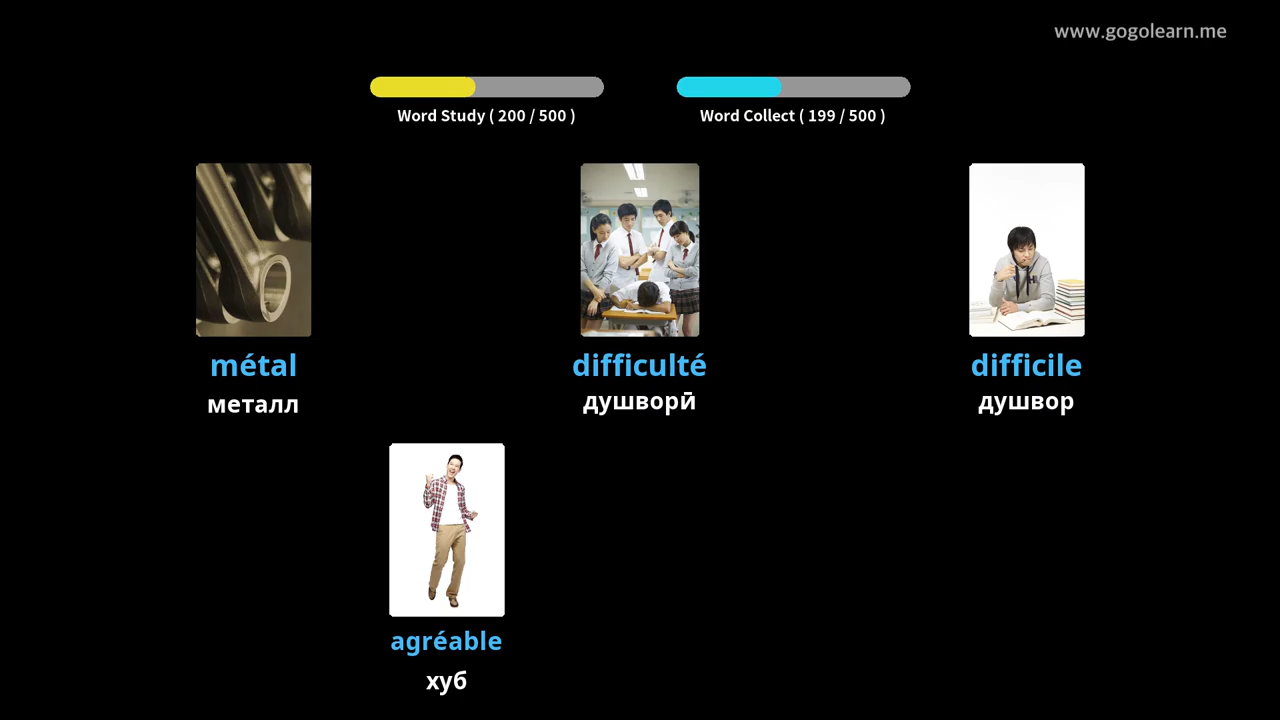 www.gogolearn.me
Word Study ( 200 / 500 )
Word Collect ( 199 / 500 )
métal
difficulté
difficile
металл
душворӣ
душвор
agréable
хуб